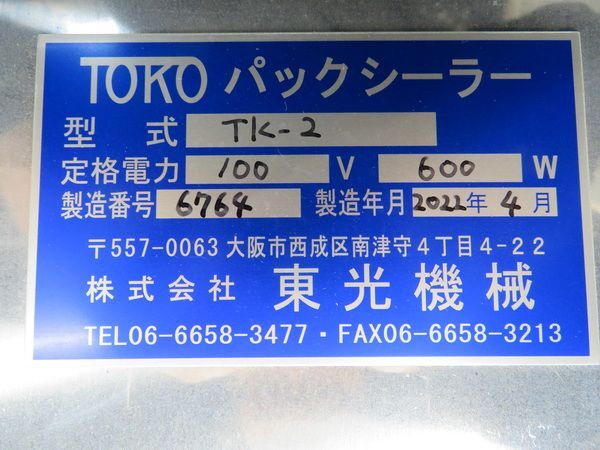 TOKO パックシーラー
型式 TK-2
定格電力 100 V 600 W
製造番号 6764 製造年月 2022年 4月
〒557-0063 大阪市西成区南津守4丁目4-22
株式会社 東光機械
TEL06-6658-3477・FAX06-6658-3213